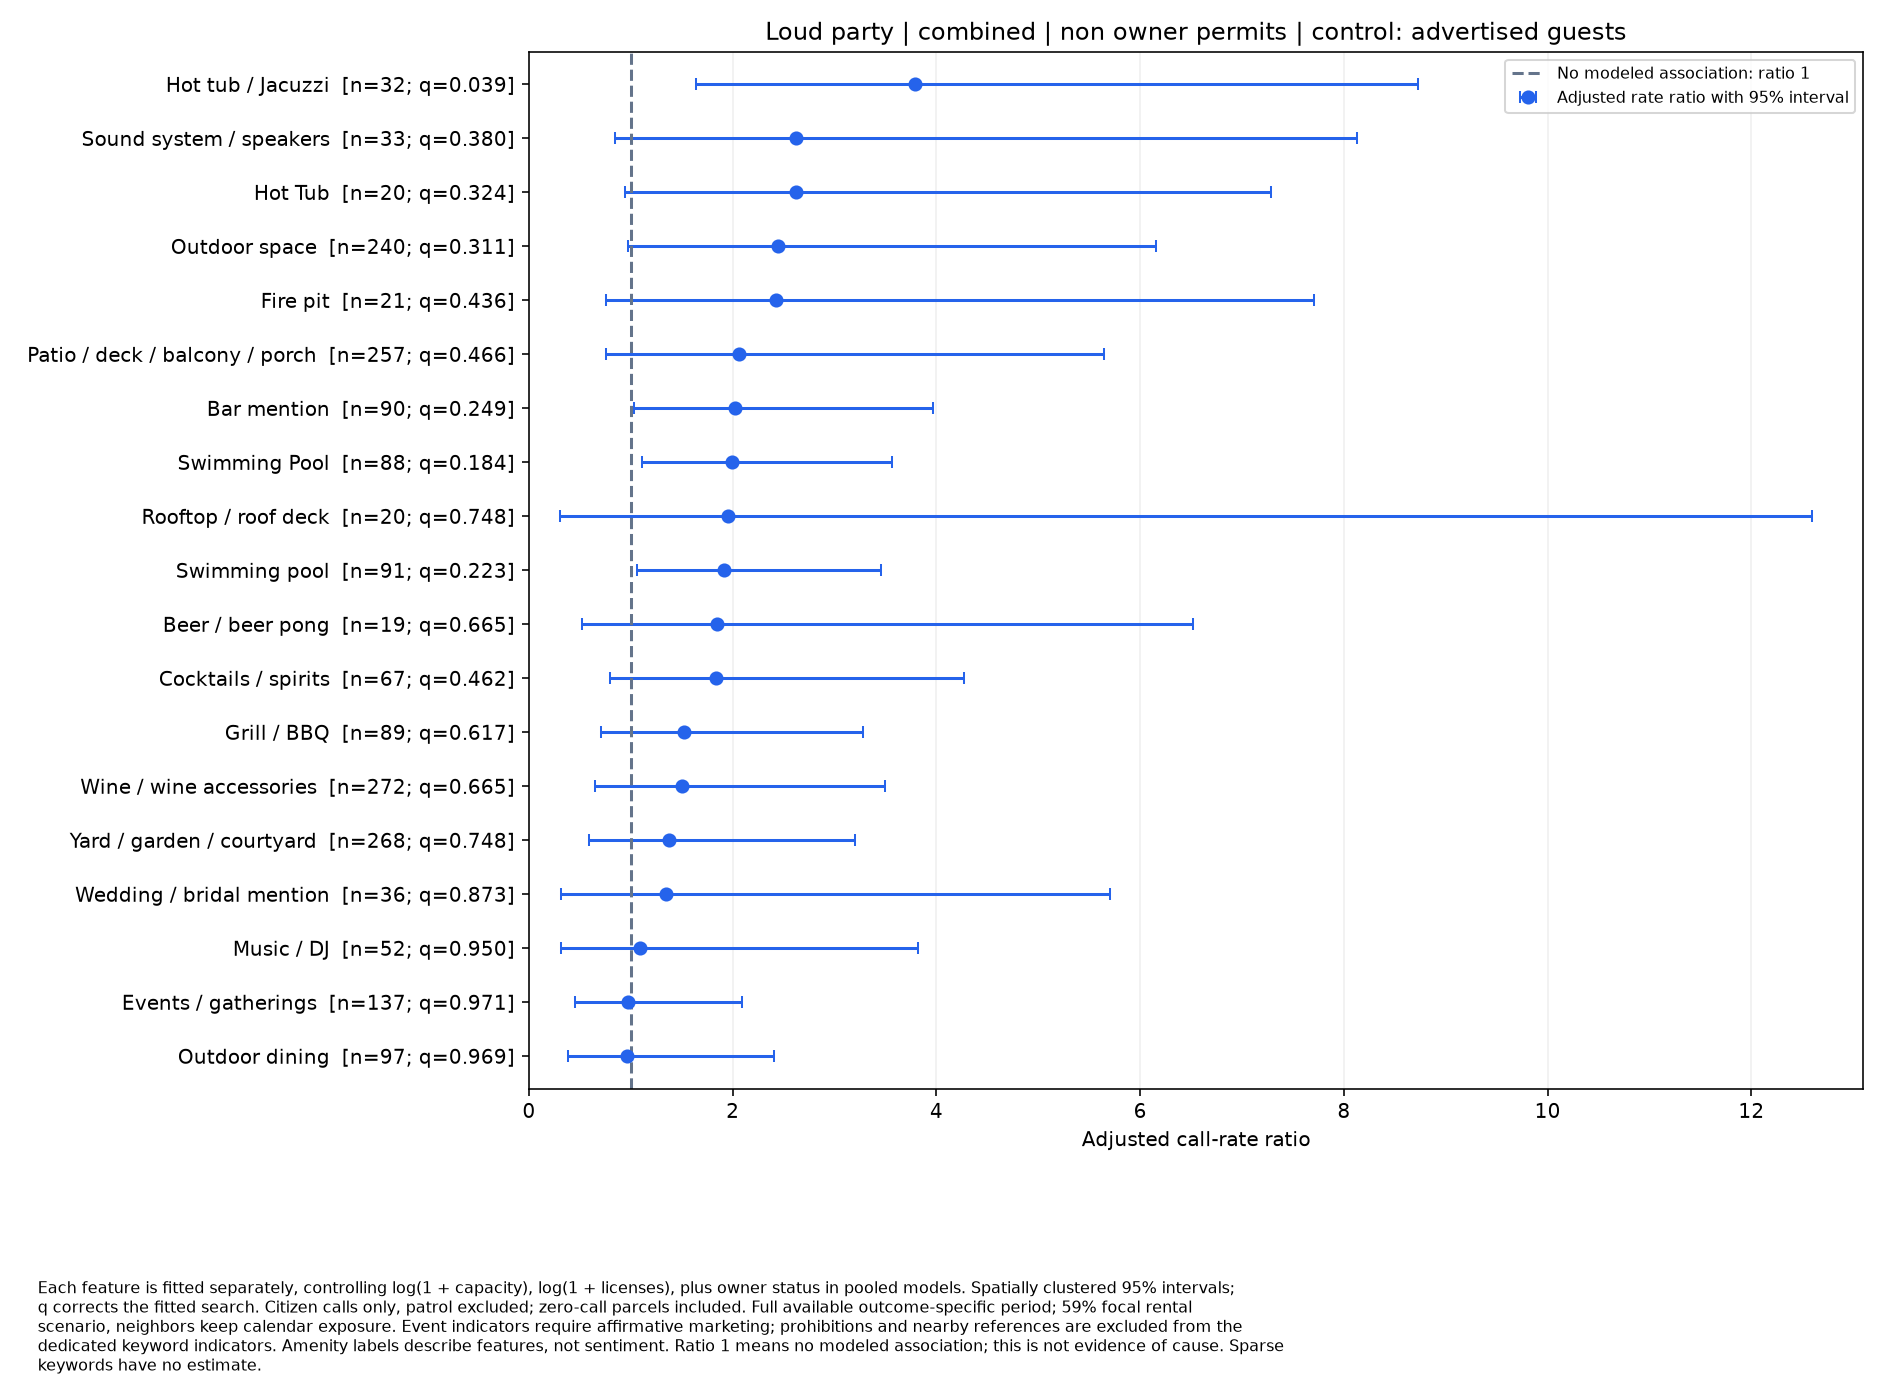 Loud party | combined | non owner permits | control: advertised guests
No modeled association: ratio 1
Adjusted rate ratio with 95% interval
Hot tub / Jacuzzi [n=32; q=0.039]
Sound system / speakers [n=33; q=0.380]
Hot Tub [n=20; q=0.324]
Outdoor space [n=240; q=0.311]
Fire pit [n=21; q=0.436]
Patio / deck / balcony / porch [n=257; q=0.466]
Bar mention [n=90; q=0.249]
Swimming Pool [n=88; q=0.184]
Rooftop / roof deck [n=20; q=0.748]
Swimming pool [n=91; q=0.223]
Beer / beer pong [n=19; q=0.665]
Cocktails / spirits [n=67; q=0.462]
Grill / BBQ [n=89; q=0.617]
Wine / wine accessories [n=272; q=0.665]
Yard / garden / courtyard [n=268; q=0.748]
Wedding / bridal mention [n=36; q=0.873]
Music / DJ [n=52; q=0.950]
Events / gatherings [n=137; q=0.971]
Outdoor dining [n=97; q=0.969]
0 2 4 6 8 10 12
Adjusted call-rate ratio
Each feature is fitted separately, controlling log(1 + capacity), log(1 + licenses), plus owner status in pooled models. Spatially clustered 95% intervals;
q corrects the fitted search. Citizen calls only, patrol excluded; zero-call parcels included. Full available outcome-specific period; 59% focal rental
scenario, neighbors keep calendar exposure. Event indicators require affirmative marketing; prohibitions and nearby references are excluded from the
dedicated keyword indicators. Amenity labels describe features, not sentiment. Ratio 1 means no modeled association; this is not evidence of cause. Sparse
keywords have no estimate.